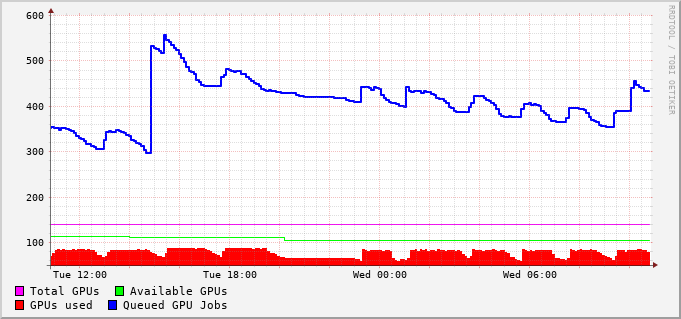 600
500
400
300
200
100
Tue 12:00 Tue 18:00 Wed 00:00 Wed 06:00
Total GPUs Available GPUs
GPUs used Queued GPU Jobs
RRDTOOL / TOBI OETIKER